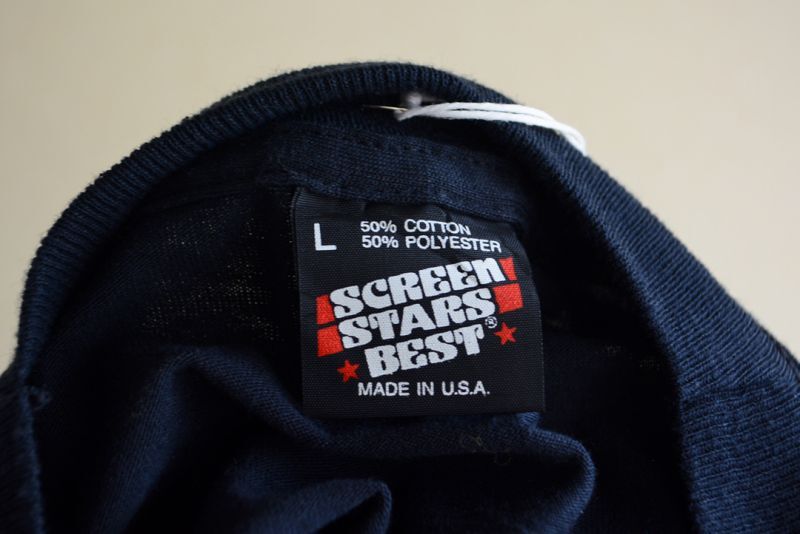 L
50% COTTON
50% POLYESTER
SCREEN
STARS
BEST®
MADE IN U.S.A.